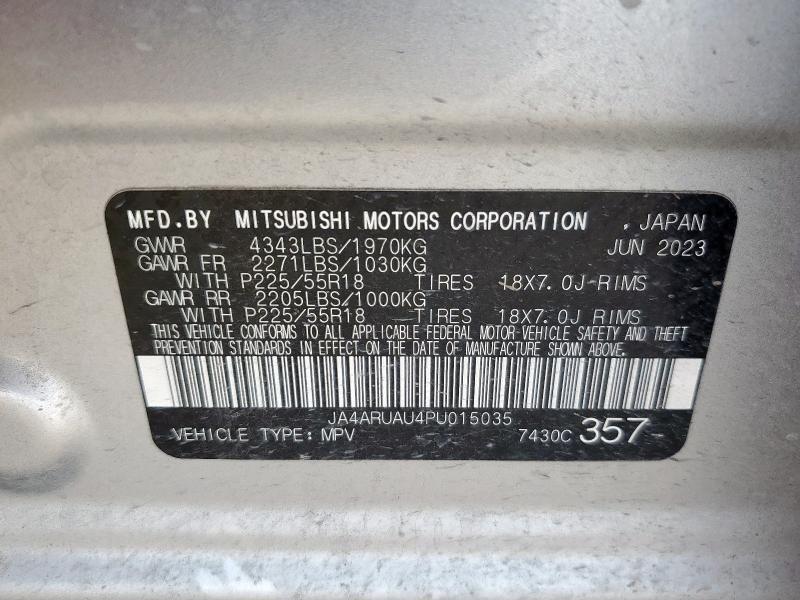 MFD.BY MITSUBISHI MOTORS CORPORATION , JAPAN
GVWR 4343LBS/1970KG JUN 2023
GAWR FR 2271LBS/1030KG
WITH P225/55R18 TIRES 18X7.0J-RIMS
GAWR RR 2205LBS/1000KG
WITH P225/55R18 TIRES 18X7.0J RIMS
THIS VEHICLE CONFORMS TO ALL APPLICABLE FEDERAL MOTOR VEHICLE SAFETY AND THEFT
PREVENTION STANDARDS IN EFFECT ON THE DATE OF MANUFACTURE SHOWN ABOVE.
JA4ARUAU4PU015035
VEHICLE TYPE: MPV 7430C 357